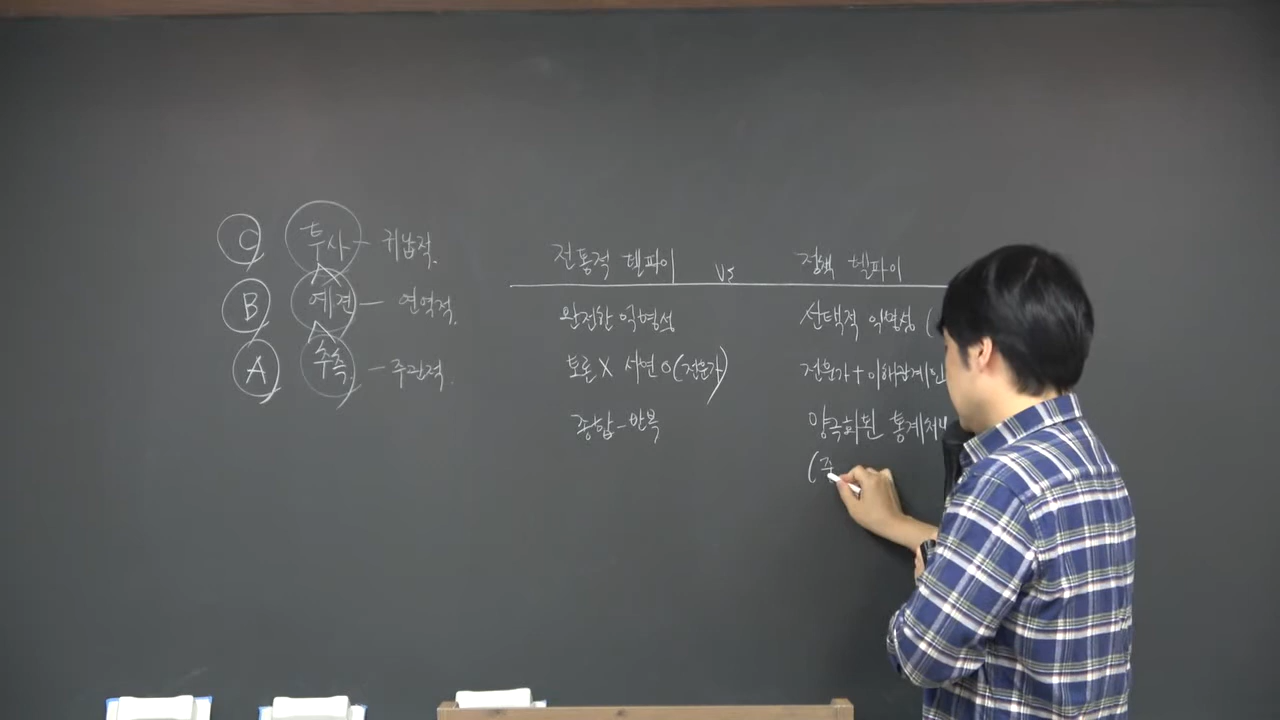 C 투사 - 귀납적.
B 예견 - 연역적.
A 추측 - 주관적.
전통적 델파이 vs 정책 델파이
완전한 익명성
선택적 익명성 (
토론 X 서면 O (전문가)
전문가 + 이해관계인
종합 - 반복
양극화된 통계처
(주